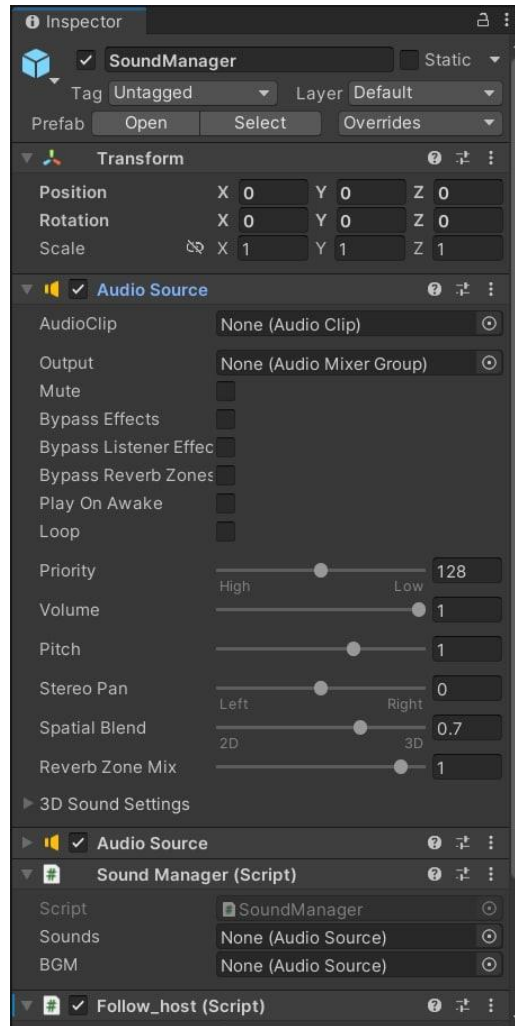 Inspector
SoundManager Static
Tag Untagged Layer Default
Prefab Open Select Overrides
Transform
Position X 0 Y 0 Z 0
Rotation X 0 Y 0 Z 0
Scale X 1 Y 1 Z 1
Audio Source
AudioClip None (Audio Clip)
Output None (Audio Mixer Group)
Mute
Bypass Effects
Bypass Listener Effec
Bypass Reverb Zones
Play On Awake
Loop
Priority 128
High Low
Volume 1
Pitch 1
Stereo Pan 0
Left Right
Spatial Blend 0.7
2D 3D
Reverb Zone Mix 1
3D Sound Settings
Audio Source
# Sound Manager (Script)
Script # SoundManager
Sounds None (Audio Source)
BGM None (Audio Source)
# Follow_host (Script)